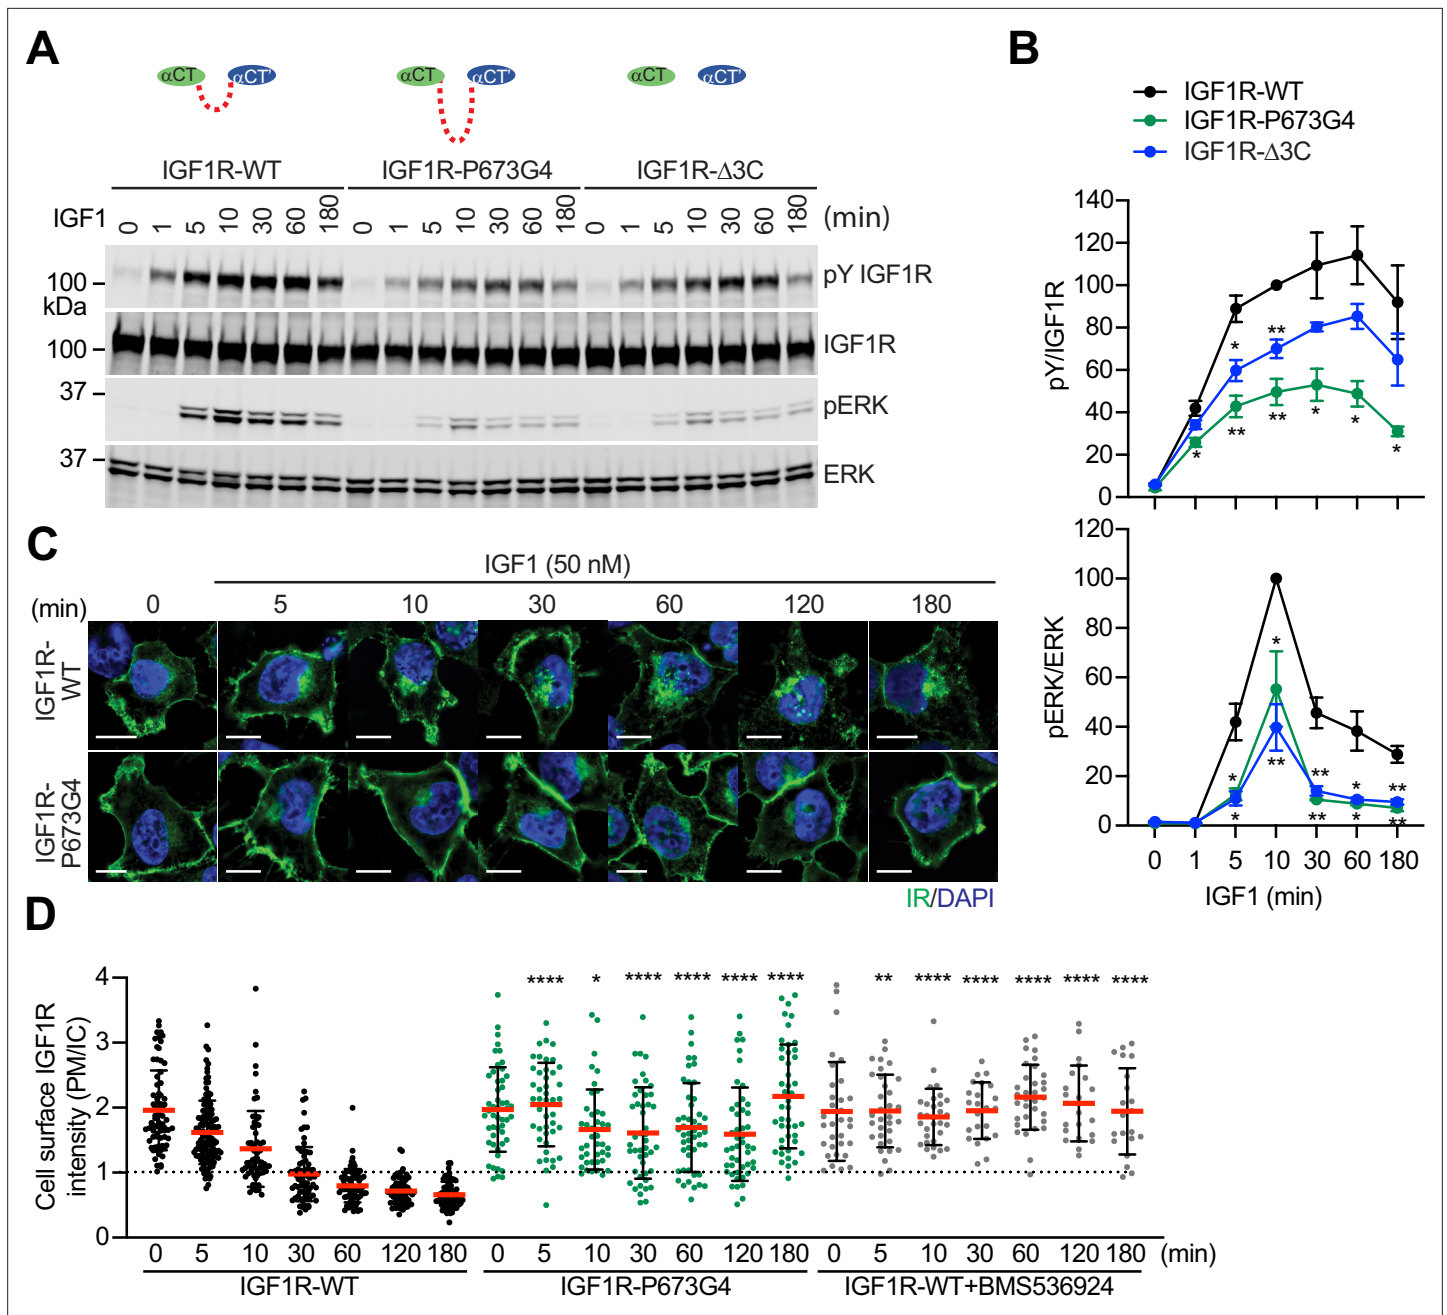 A
αCT αCT'
αCT αCT'
αCT αCT'
IGF1R-WT IGF1R-P673G4 IGF1R-Δ3C
IGF1 0 1 5 10 30 60 180 0 1 5 10 30 60 180 0 1 5 10 30 60 180 (min)
100 pY IGF1R
kDa
100 IGF1R
37 pERK
37 ERK
B
IGF1R-WT
IGF1R-P673G4
IGF1R-Δ3C
140
120
100
80
60
40
20
0
pY/IGF1R
* ** * ** * * *
*
**
120
100
80
60
40
20
0
pERK/ERK
*
**
* ** * **
* ** * **
0 1 5 10 30 60 180
IGF1 (min)
C
IGF1 (50 nM)
(min) 0 5 10 30 60 120 180
IGF1R-
WT
IGF1R-
P673G4
IR/DAPI
D
Cell surface IGF1R
intensity (PM/IC)
4
3
2
1
0
**** * **** **** **** **** ** **** **** **** **** ****
0 5 10 30 60 120 180 0 5 10 30 60 120 180 0 5 10 30 60 120 180 (min)
IGF1R-WT IGF1R-P673G4 IGF1R-WT+BMS536924